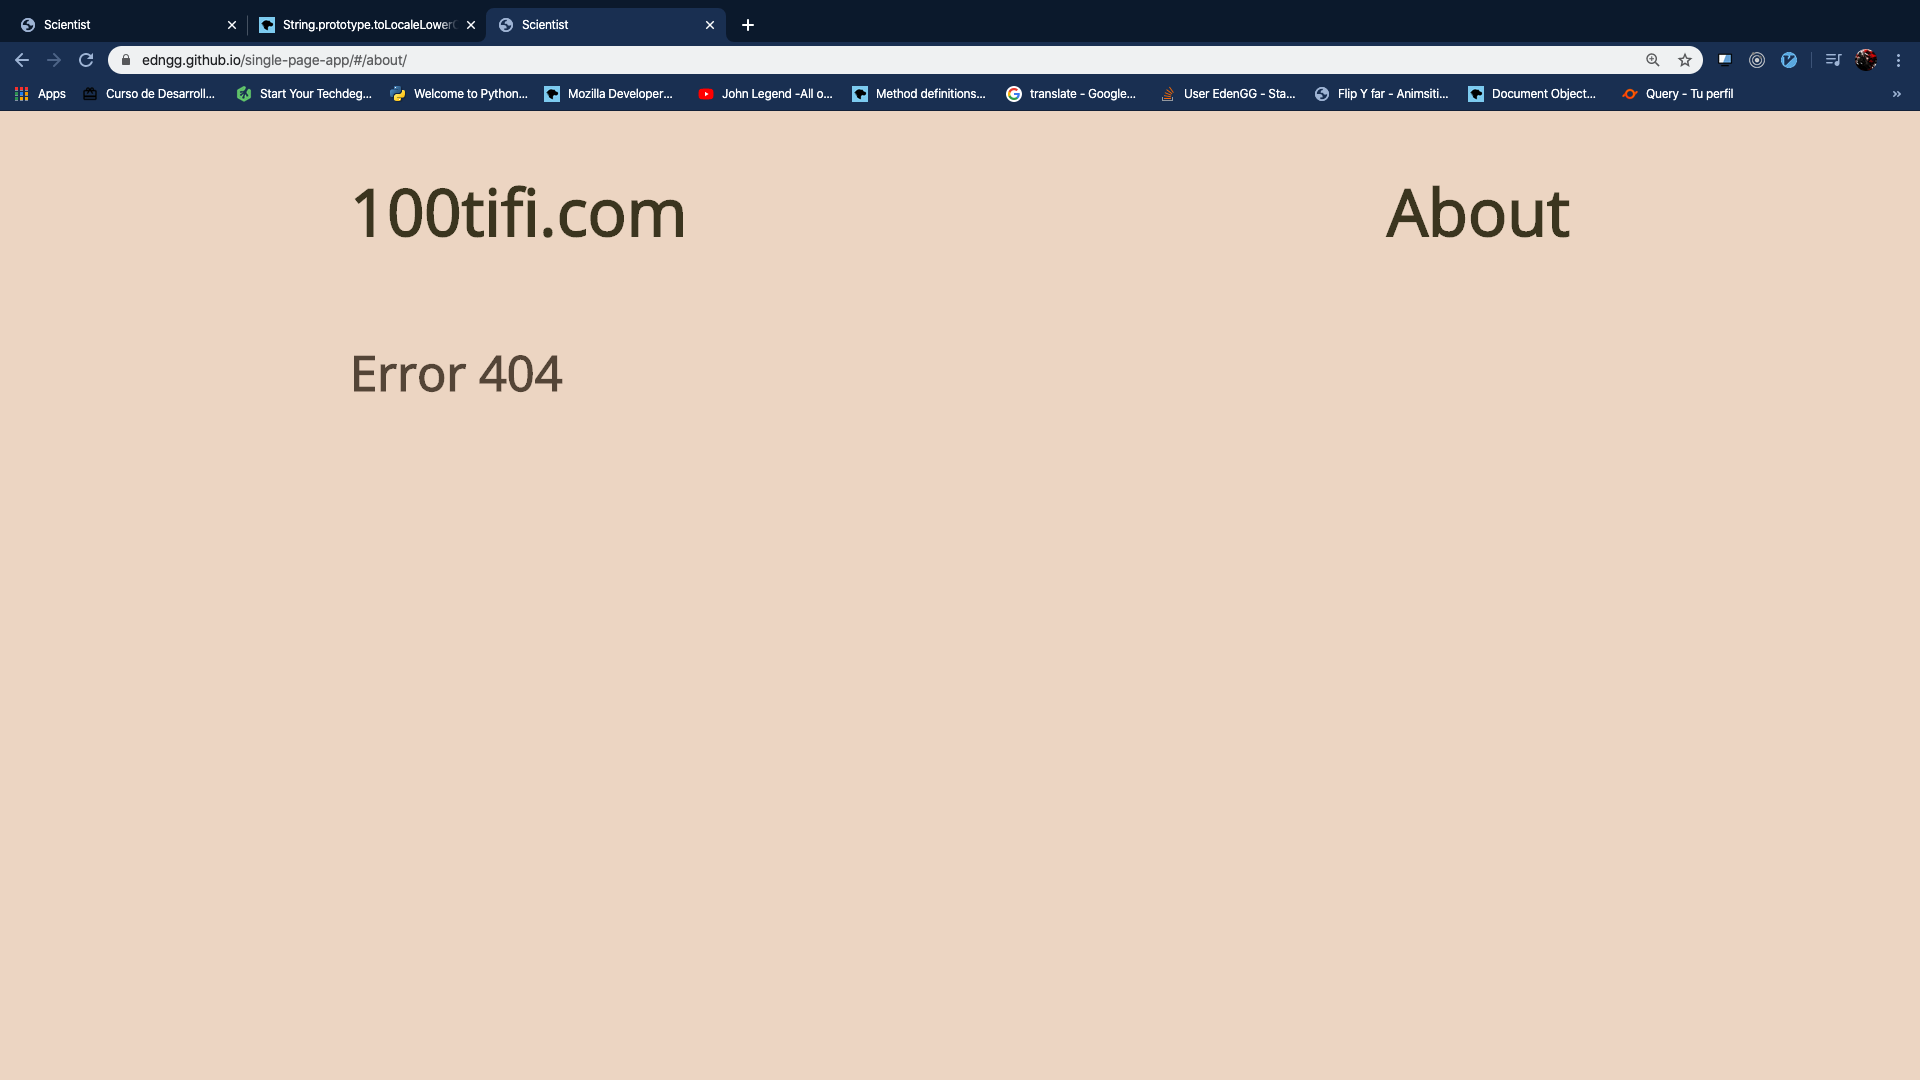 Scientist
String.prototype.toLocaleLowerC
Scientist
edngg.github.io/single-page-app/#/about/
Apps
Curso de Desarroll...
Start Your Techdeg...
Welcome to Python...
Mozilla Developer...
John Legend -All o...
Method definitions...
translate - Google...
User EdenGG - Sta...
Flip Y far - Animsiti...
Document Object...
Query - Tu perfil
100tifi.com
About
Error 404